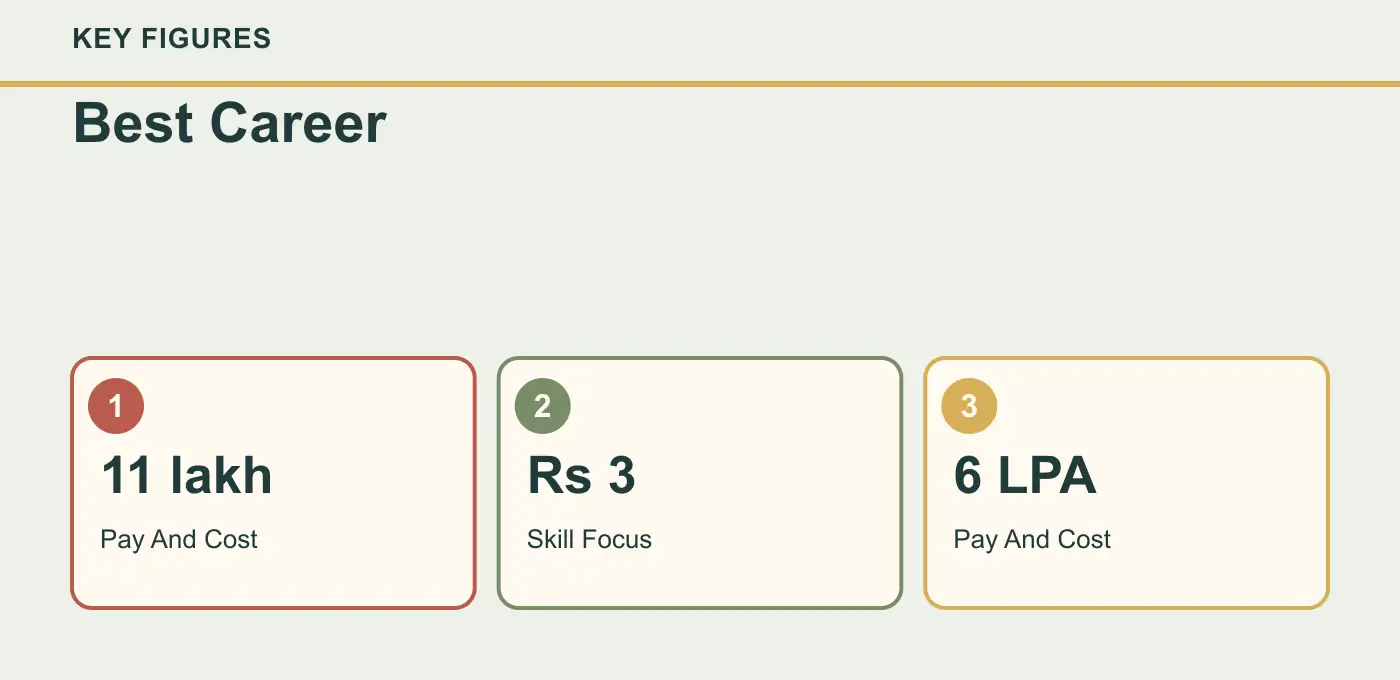 KEY FIGURES
Best Career
1
11 lakh
Pay And Cost
2
Rs 3
Skill Focus
3
6 LPA
Pay And Cost